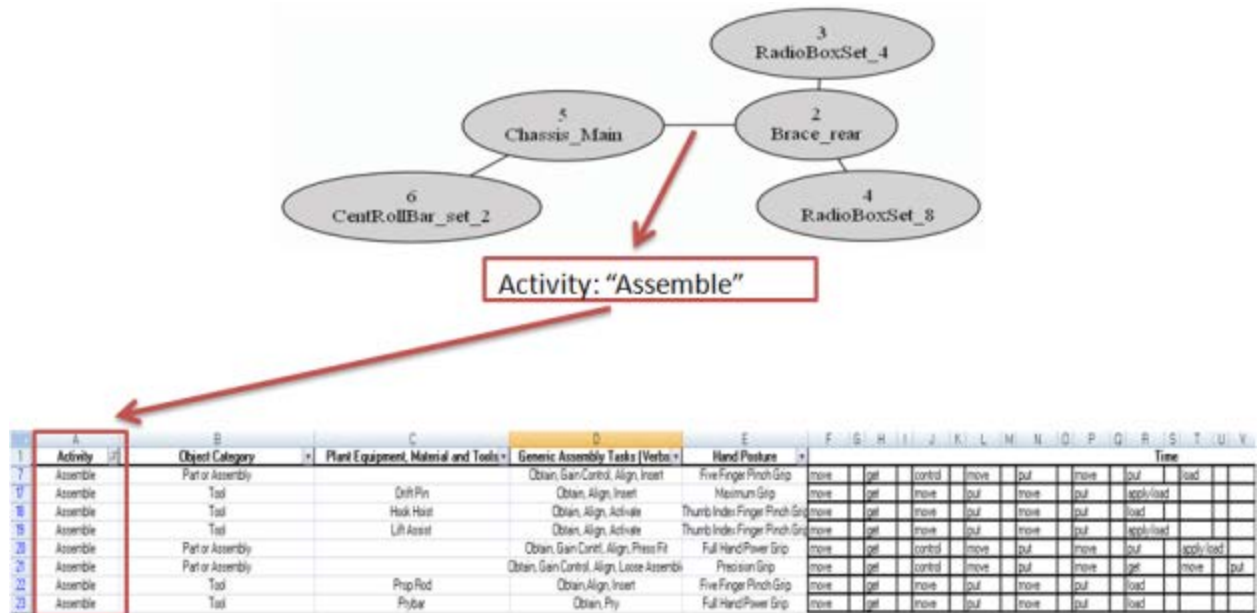 3
RadioBoxSet_4
5
Chassis_Main
2
Brace_rear
6
CentRollBar_set_2
4
RadioBoxSet_8
Activity: “Assemble”
A B C D E F G H I J K L M N O P Q R S T U V
1 Activity Object Category Plant Equipment, Material and Tools Generic Assembly Tasks (Verbs Hand Posture Time
7 Assemble Part or Assembly Obtain, Gain Control, Align, Insert Five Finger Pinch Grip move get control move put move put load
17 Assemble Tool Drift Pin Obtain, Align, Insert Maximum Grip move get move put move put apply load
18 Assemble Tool Hook Hoist Obtain, Align, Activate Thumb Index Finger Pinch Grip move get move put move put load
19 Assemble Tool Lift Assist Obtain, Align, Activate Thumb Index Finger Pinch Grip move get move put move put apply load
20 Assemble Part or Assembly Obtain, Gain Contrl, Align, Press Fit Full Hand Power Grip move get control move put move put apply load
21 Assemble Part or Assembly Obtain, Gain Control, Align, Loose Assembl Precision Grip move get control move put move get move put
22 Assemble Tool Prop Rod Obtain, Align, Insert Five Finger Pinch Grip move get move put move put load
23 Assemble Tool Prybar Obtain, Pry Full Hand Power Grip move get move put move put load